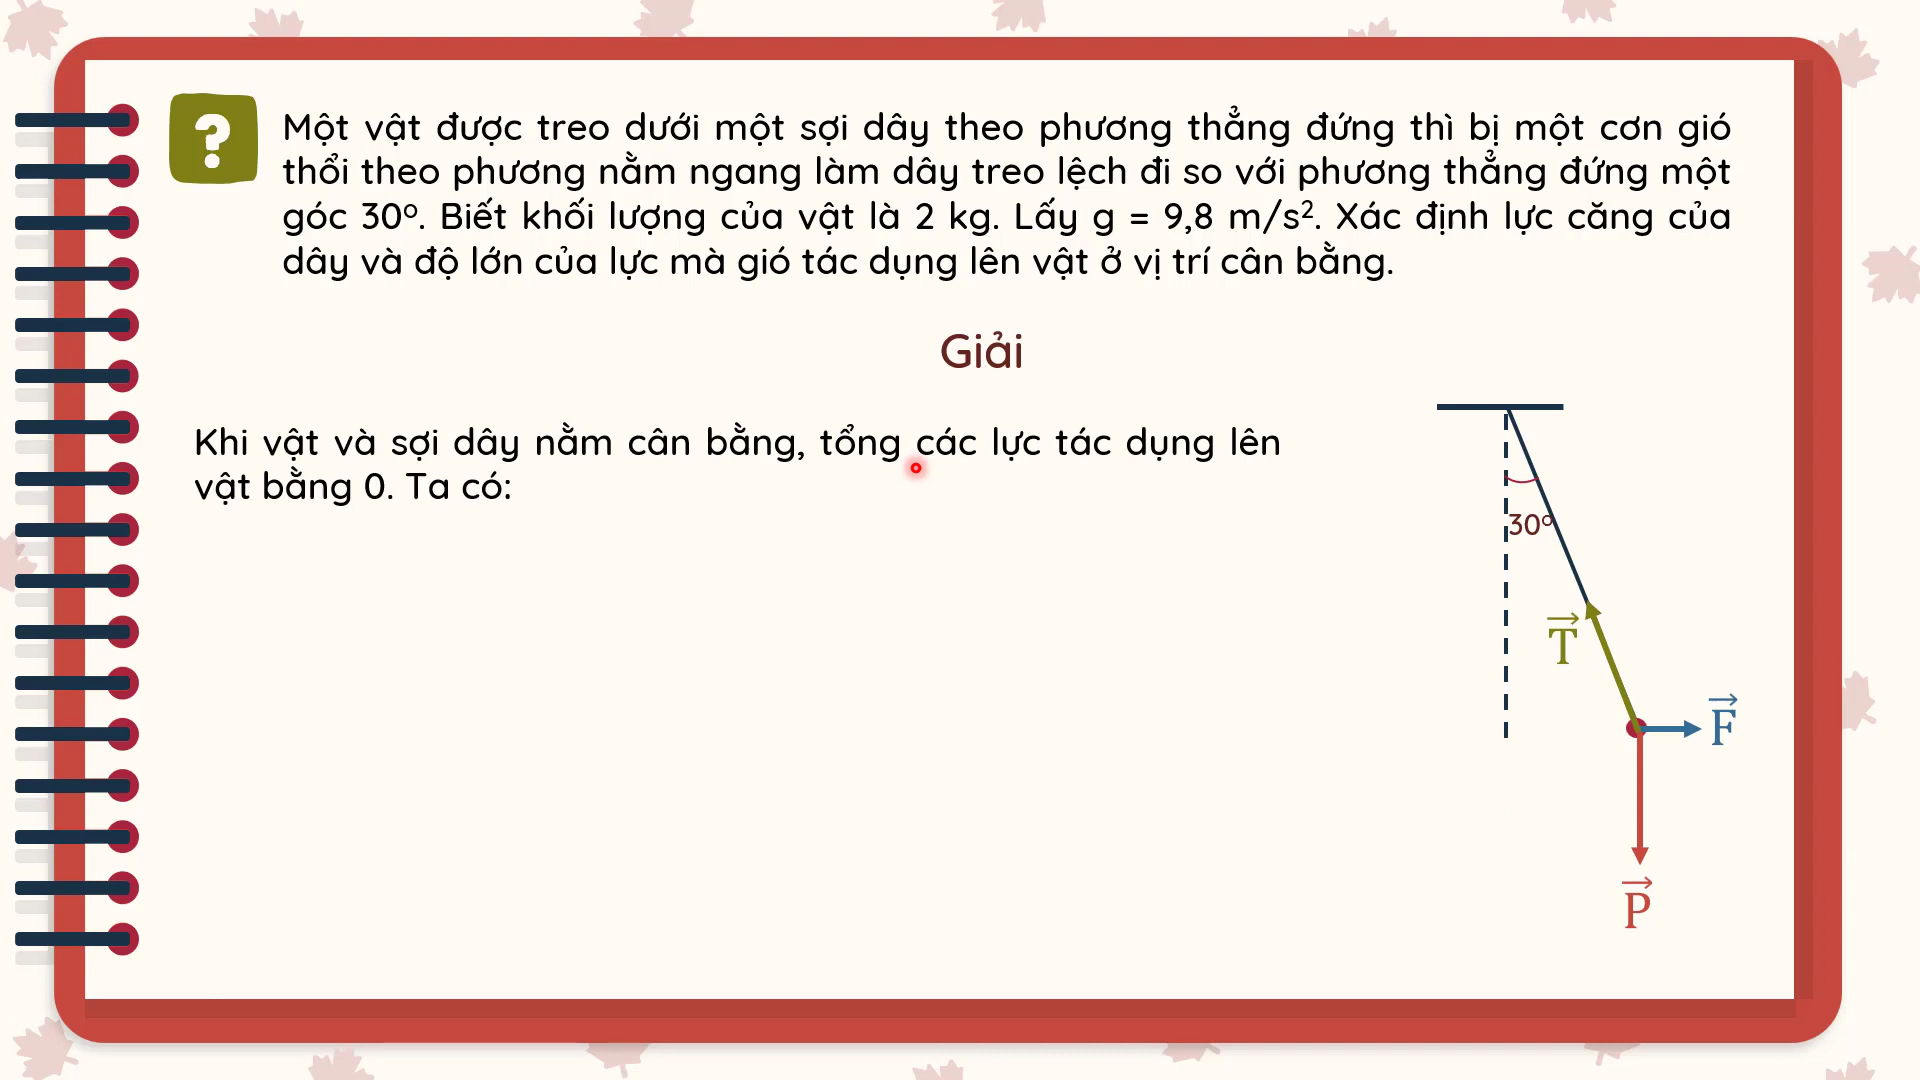 ?
Một vật được treo dưới một sợi dây theo phương thẳng đứng thì bị một cơn gió
thổi theo phương nằm ngang làm dây treo lệch đi so với phương thẳng đứng một
góc 30º. Biết khối lượng của vật là 2 kg. Lấy g = 9,8 m/s². Xác định lực căng của
dây và độ lớn của lực mà gió tác dụng lên vật ở vị trí cân bằng.
Giải
Khi vật và sợi dây nằm cân bằng, tổng các lực tác dụng lên
vật bằng 0. Ta có:
30º
T⃗
F⃗
P⃗